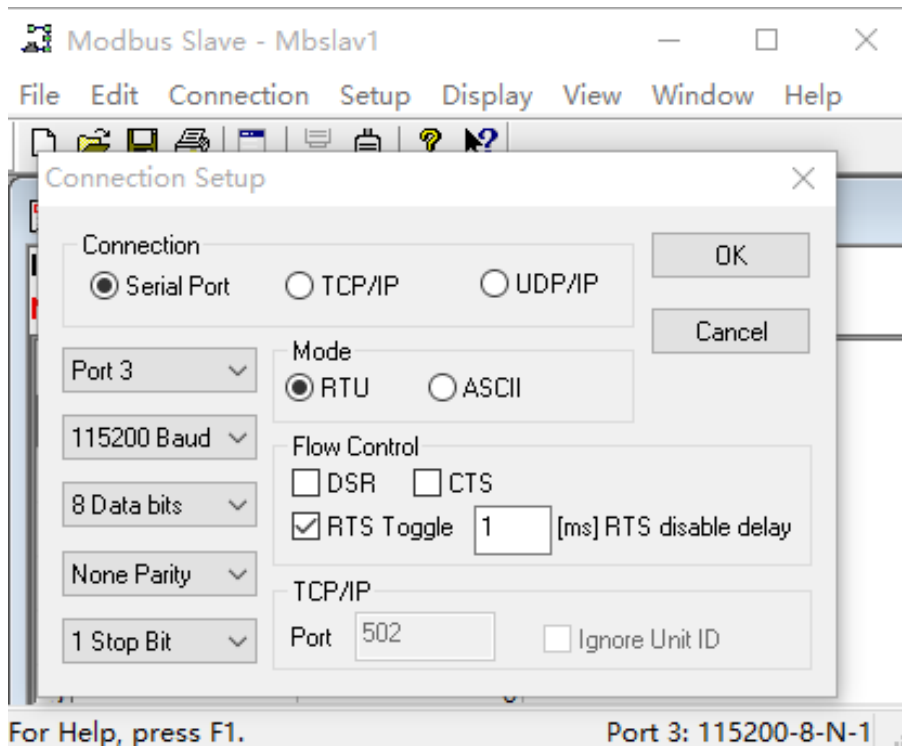 Modbus Slave - Mbslav1
File Edit Connection Setup Display View Window Help
Connection Setup
Connection
Serial Port TCP/IP UDP/IP
OK
Cancel
Port 3
115200 Baud
8 Data bits
None Parity
1 Stop Bit
Mode
RTU ASCII
Flow Control
DSR CTS
RTS Toggle 1 [ms] RTS disable delay
TCP/IP
Port 502 Ignore Unit ID
For Help, press F1. Port 3: 115200-8-N-1